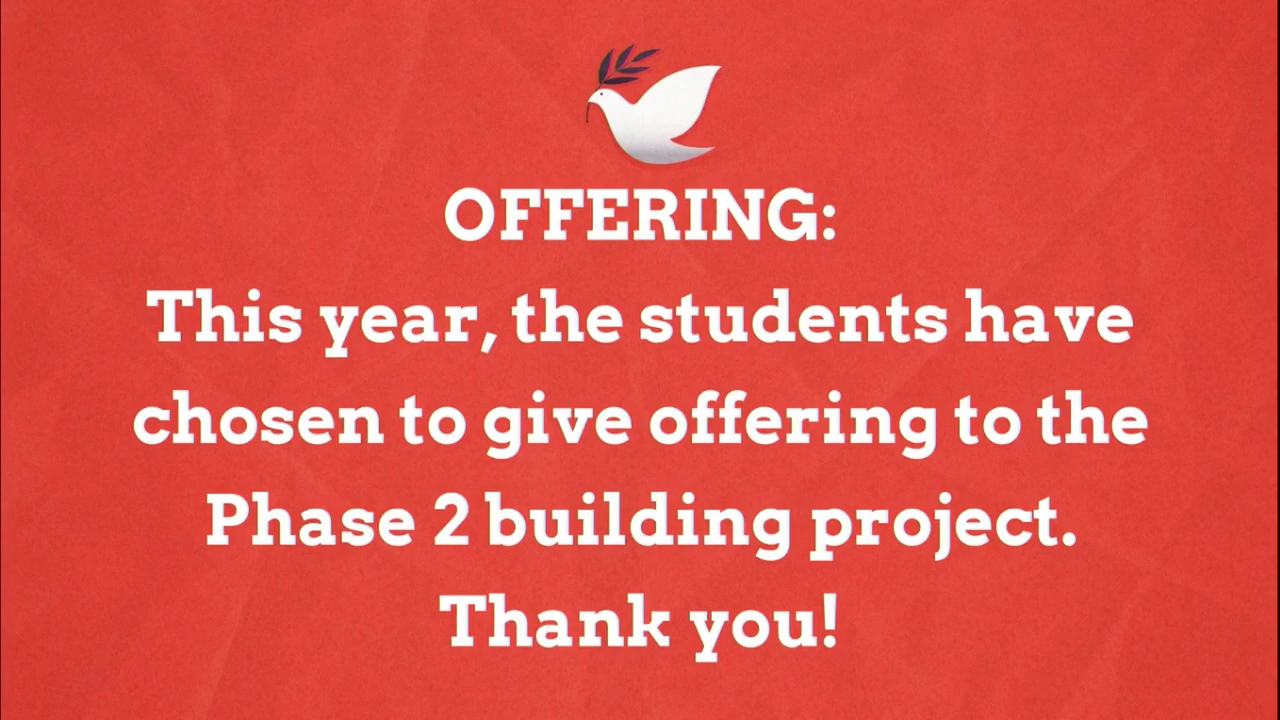 OFFERING:
This year, the students have
chosen to give offering to the
Phase 2 building project.
Thank you!